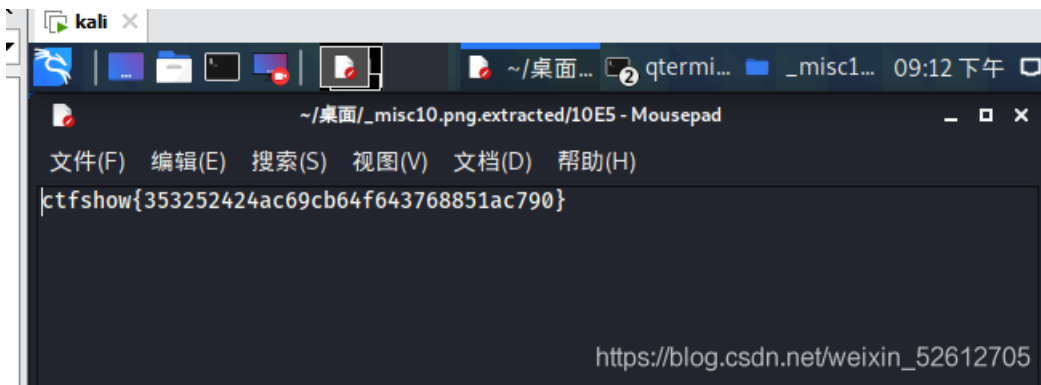 kali
~/桌面... 2 qtermi... _misc1... 09:12 下午
~/桌面/_misc10.png.extracted/10E5 - Mousepad
文件(F) 编辑(E) 搜索(S) 视图(V) 文档(D) 帮助(H)
ctfshow{353252424ac69cb64f643768851ac790}
https://blog.csdn.net/weixin_52612705